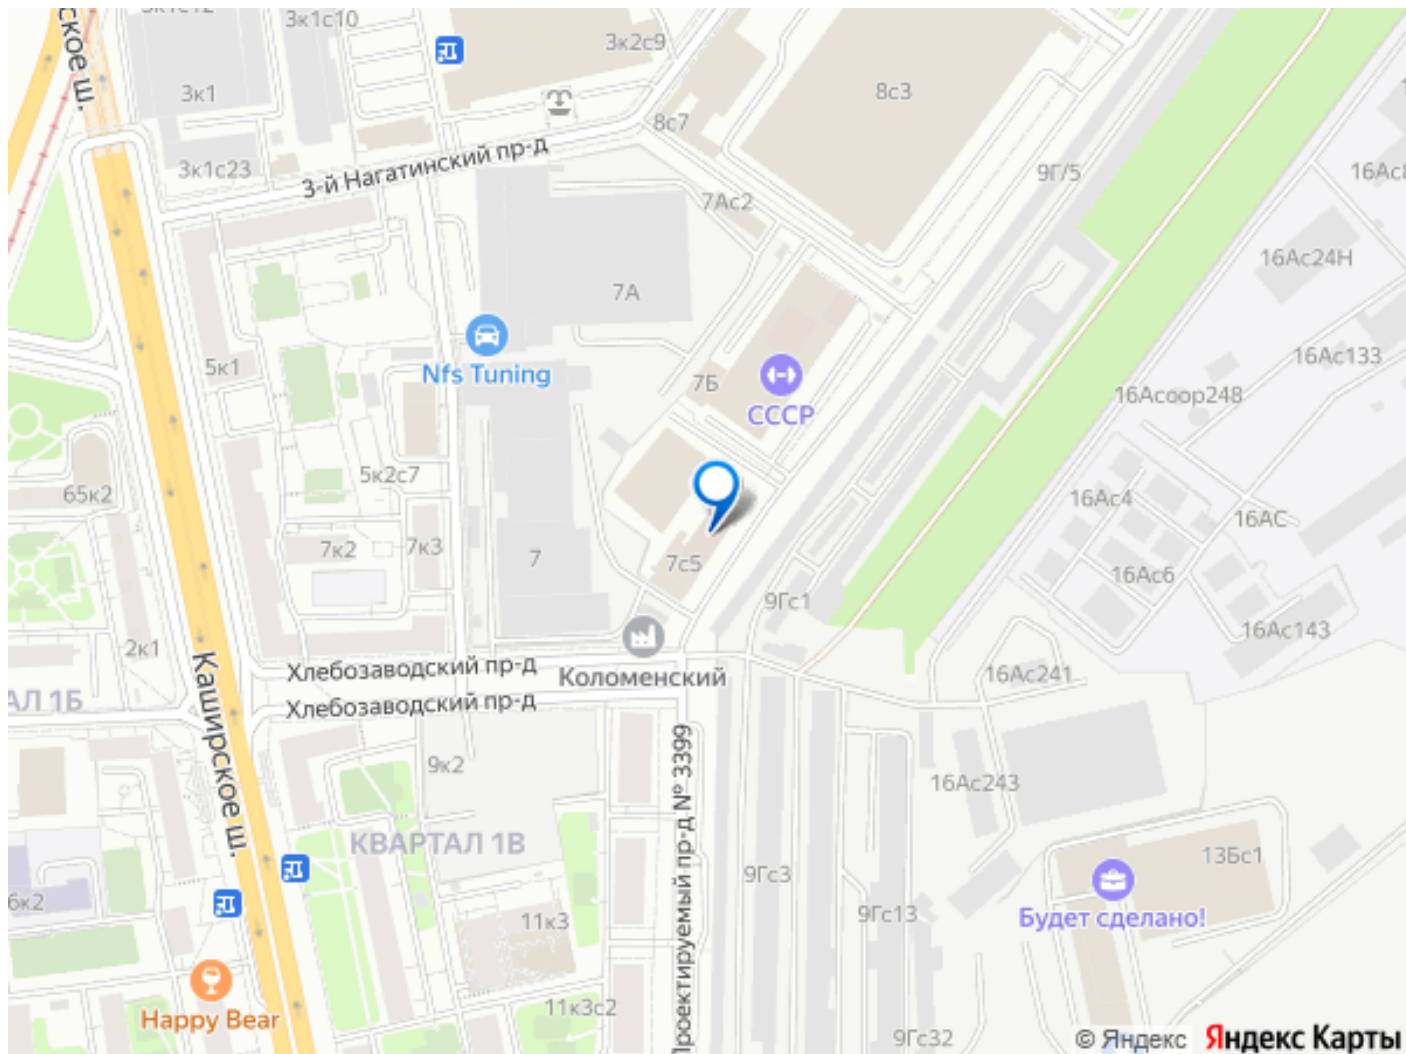 3к1с10
3к2с9
3к1
8с3
8с7
3-й Нагатинский пр-д
3к1с23
9Г/5
7Ас2
16Ас24Н
7А
5к1
Nfs Tuning
7Б
СССР
16Ас133
16Асоор248
5к2с7
65к2
16Ас4
16АС
7к2
7к3
7
7с5
16Ас6
9Гс1
16Ас143
2к1
Хлебозаводский пр-д
Коломенский
16Ас241
Хлебозаводский пр-д
Каширское ш.
Проектируемый пр-д № 3399
9к2
16Ас243
КВАРТАЛ 1В
13Бс1
9Гс3
11к3
9Гс13
Будет сделано!
Happy Bear
11к3с2
9Гс32
© Яндекс Яндекс Карты